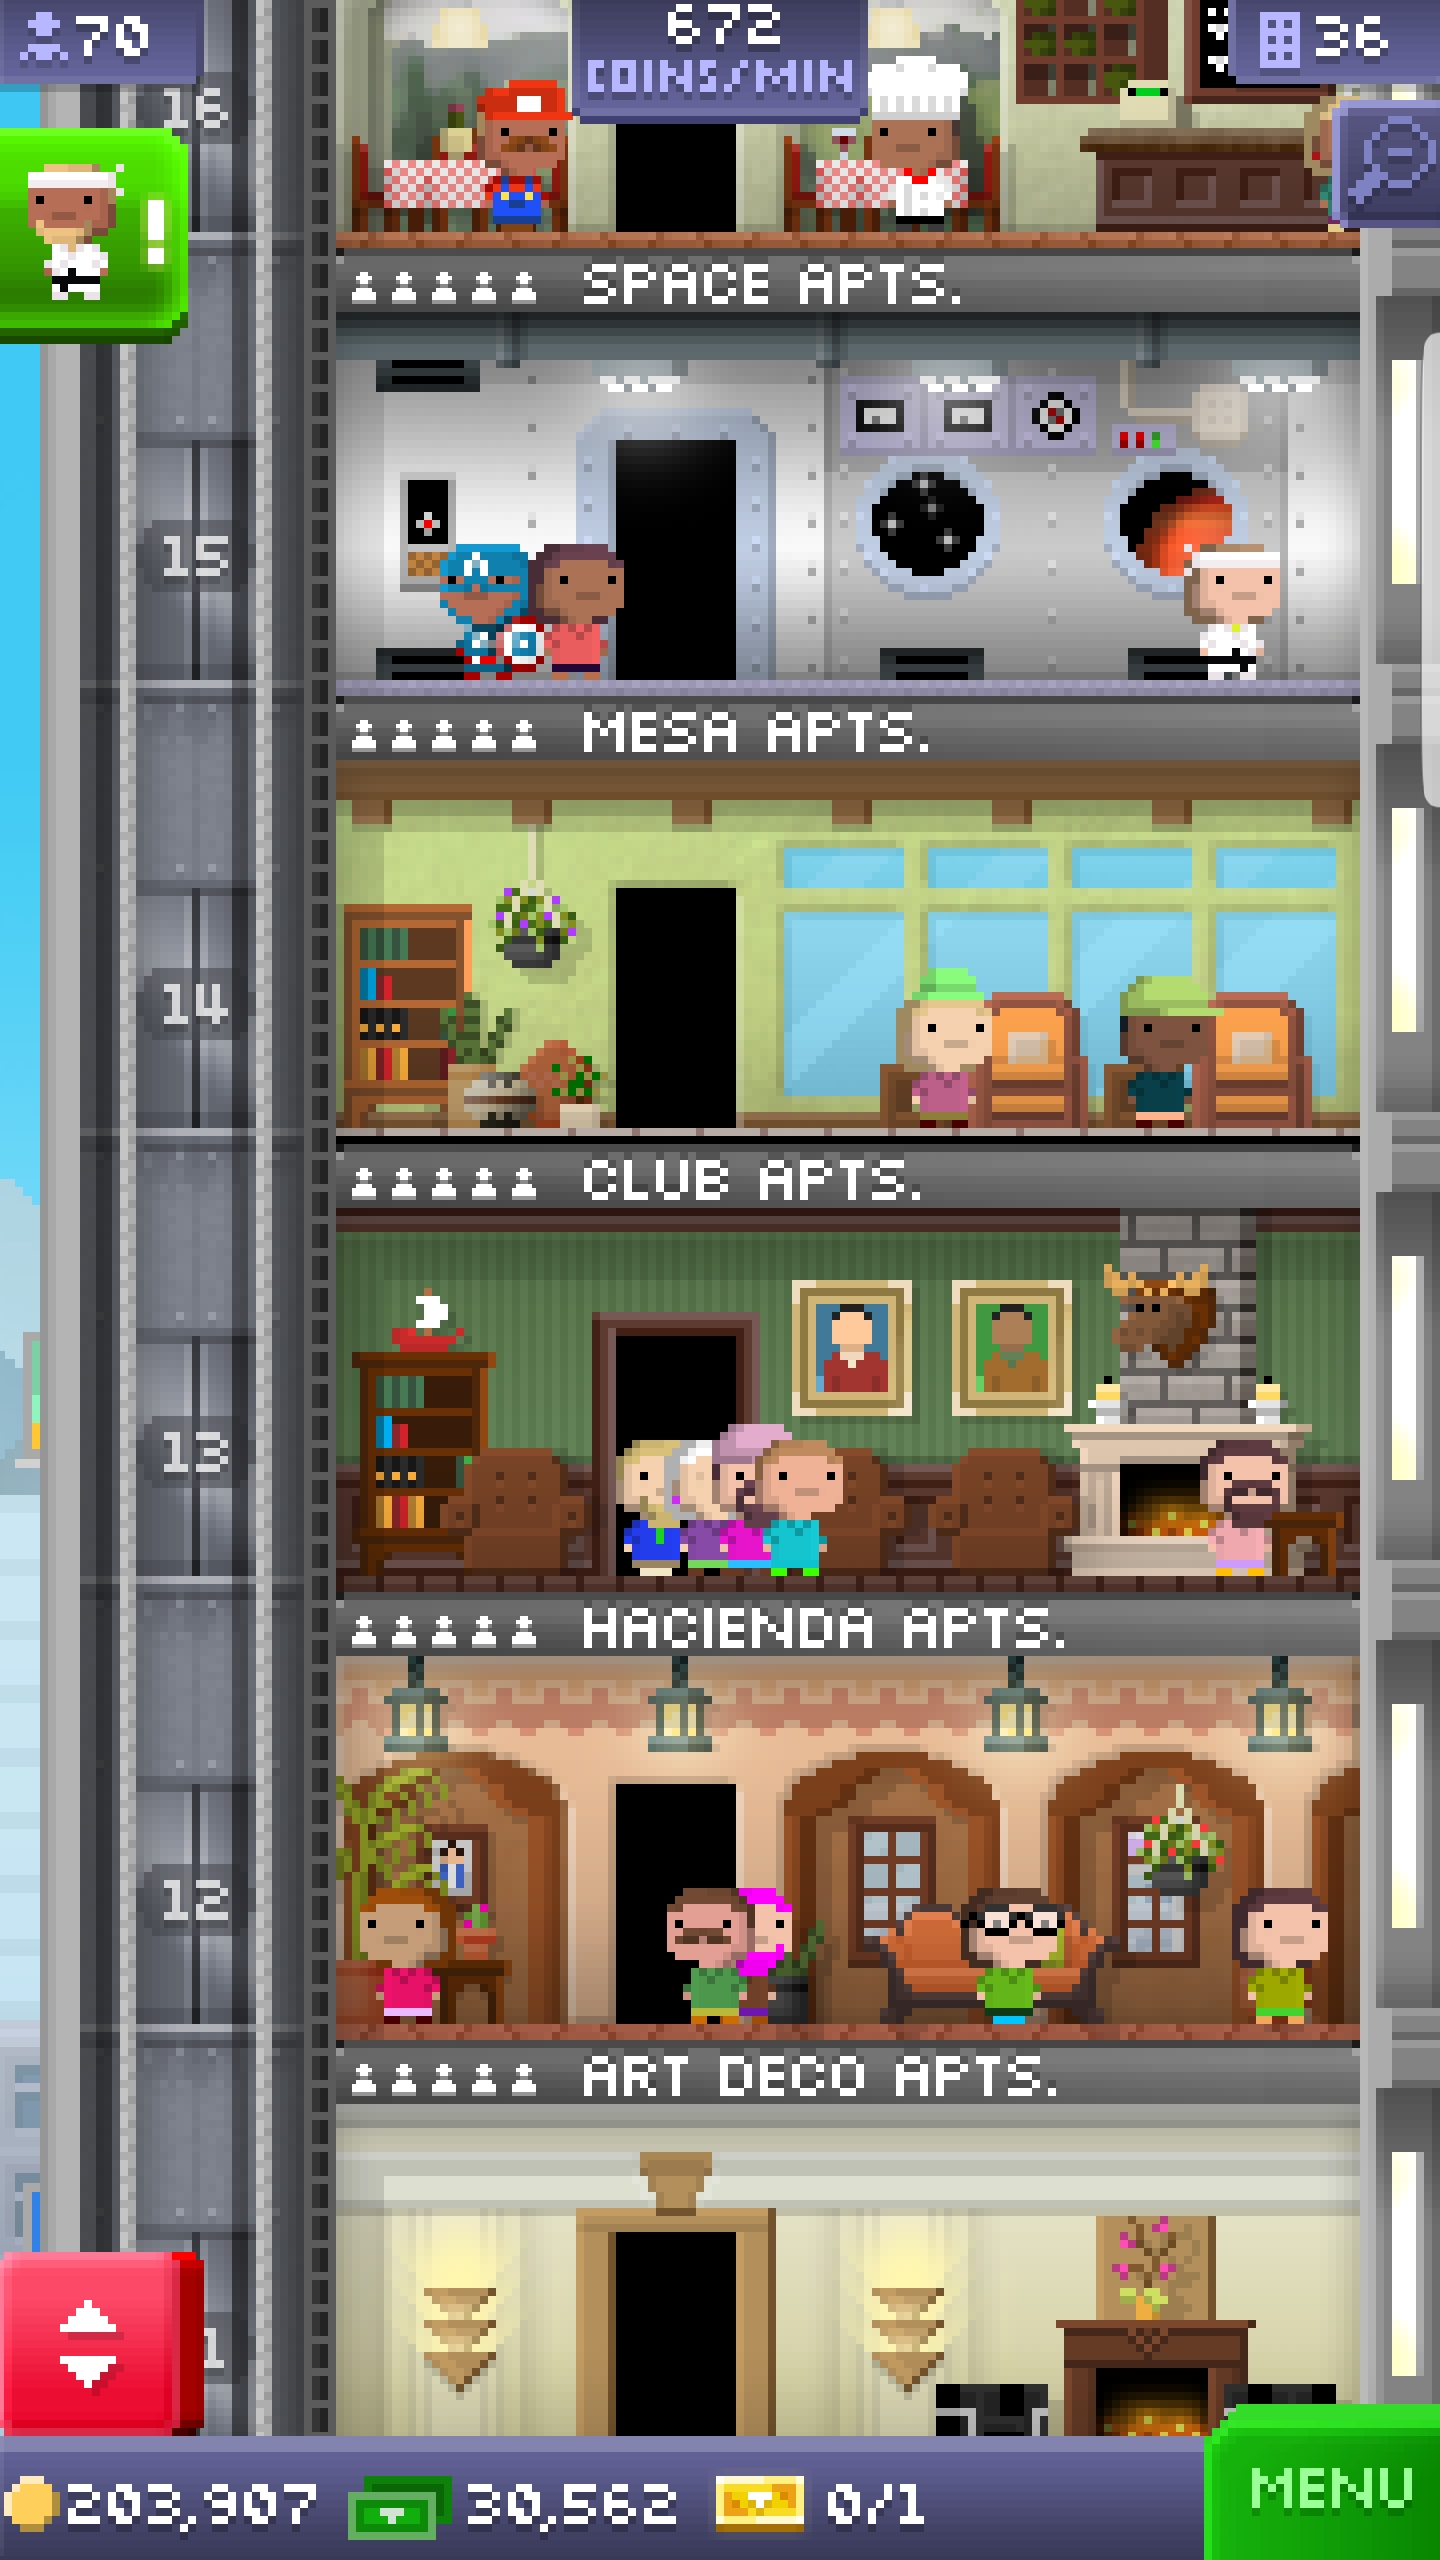 70
672
COINS/MIN
36
16
!
SPACE APTS.
15
MESA APTS.
14
CLUB APTS.
13
HACIENDA APTS.
12
ART DECO APTS.
1
203,907
30,562
0/1
MENU